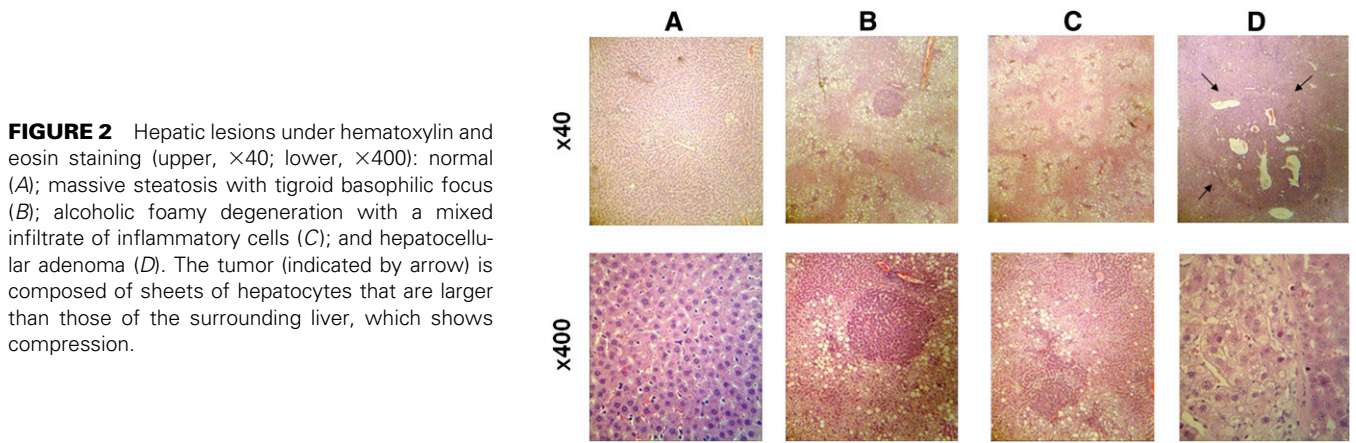 FIGURE 2 Hepatic lesions under hematoxylin and
eosin staining (upper, ×40; lower, ×400): normal
(A); massive steatosis with tigroid basophilic focus
(B); alcoholic foamy degeneration with a mixed
infiltrate of inflammatory cells (C); and hepatocellu-
lar adenoma (D). The tumor (indicated by arrow) is
composed of sheets of hepatocytes that are larger
than those of the surrounding liver, which shows
compression.
A B C D
×40
×400